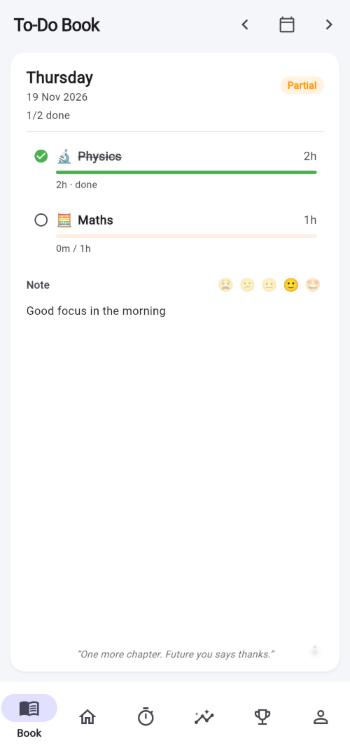 To-Do Book
Thursday
19 Nov 2026
Partial
1/2 done
Physics 2h
2h · done
Maths 1h
0m / 1h
Note
Good focus in the morning
“One more chapter. Future you says thanks.”
Book